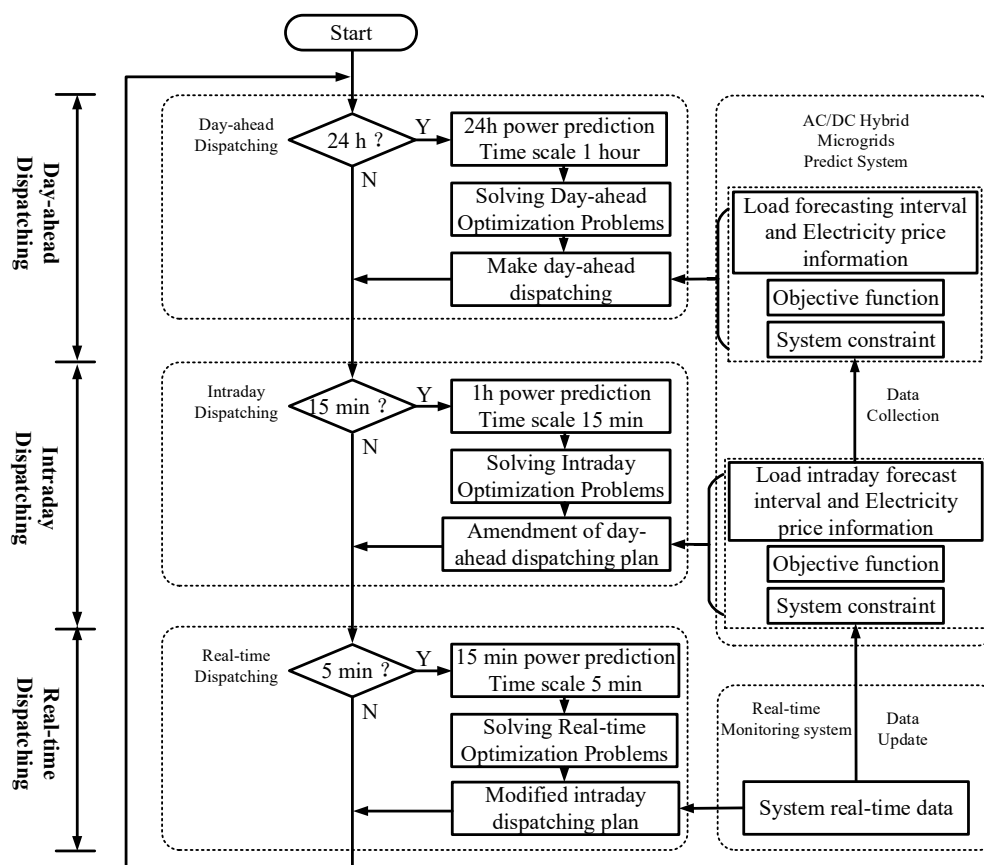 Start
Day-ahead
Dispatching
Day-ahead
Dispatching
24 h ?
Y
N
24h power prediction
Time scale 1 hour
Solving Day-ahead
Optimization Problems
Make day-ahead
dispatching
AC/DC Hybrid
Microgrids
Predict System
Load forecasting interval
and Electricity price
information
Objective function
System constraint
Intraday
Dispatching
Intraday
Dispatching
15 min ?
Y
N
1h power prediction
Time scale 15 min
Solving Intraday
Optimization Problems
Amendment of day-
ahead dispatching plan
Data
Collection
Load intraday forecast
interval and Electricity
price information
Objective function
System constraint
Real-time
Dispatching
Real-time
Dispatching
5 min ?
Y
N
15 min power prediction
Time scale 5 min
Solving Real-time
Optimization Problems
Modified intraday
dispatching plan
Real-time
Monitoring system
Data
Update
System real-time data